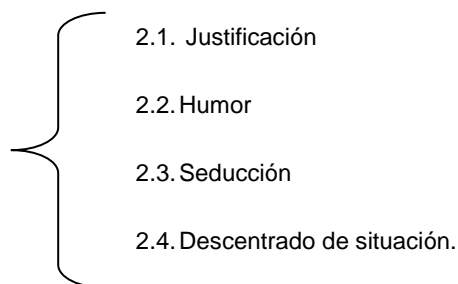 2.1. Justificación
2.2. Humor
2.3. Seducción
2.4. Descentrado de situación.